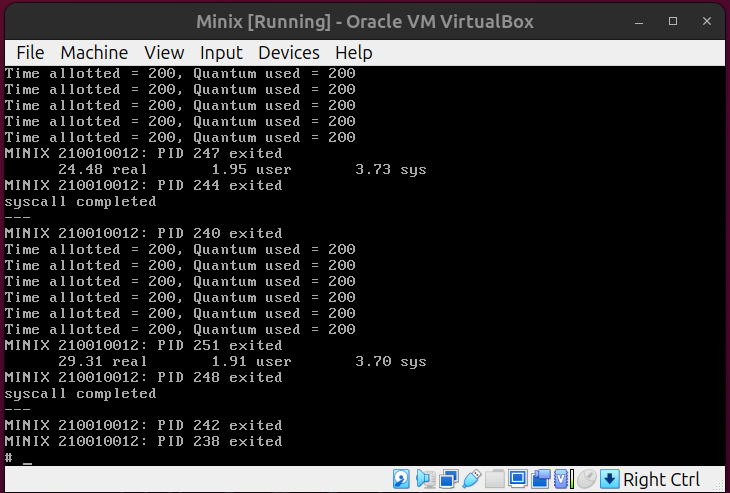 Minix [Running] - Oracle VM VirtualBox
File Machine View Input Devices Help
Time allotted = 200, Quantum used = 200
Time allotted = 200, Quantum used = 200
Time allotted = 200, Quantum used = 200
Time allotted = 200, Quantum used = 200
Time allotted = 200, Quantum used = 200
MINIX 210010012: PID 247 exited
24.48 real 1.95 user 3.73 sys
MINIX 210010012: PID 244 exited
syscall completed
---
MINIX 210010012: PID 240 exited
Time allotted = 200, Quantum used = 200
Time allotted = 200, Quantum used = 200
Time allotted = 200, Quantum used = 200
Time allotted = 200, Quantum used = 200
Time allotted = 200, Quantum used = 200
Time allotted = 200, Quantum used = 200
MINIX 210010012: PID 251 exited
29.31 real 1.91 user 3.70 sys
MINIX 210010012: PID 248 exited
syscall completed
---
MINIX 210010012: PID 242 exited
MINIX 210010012: PID 238 exited
# _
Right Ctrl